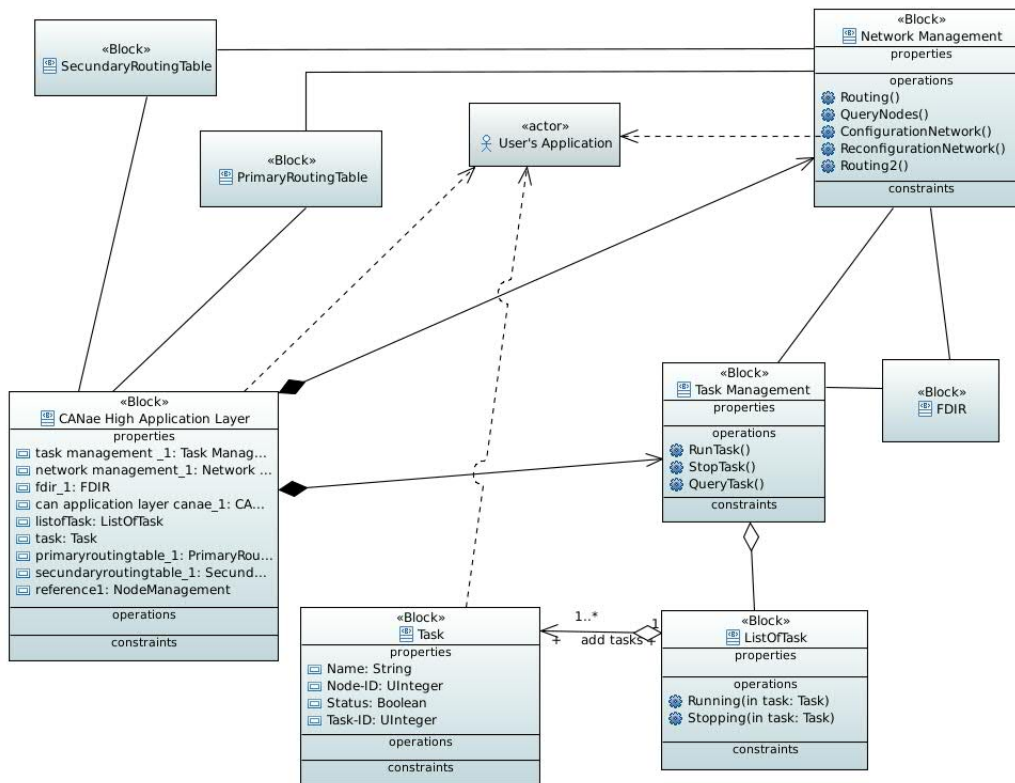 «Block»
SecundaryRoutingTable
«Block»
PrimaryRoutingTable
«actor»
User's Application
«Block»
Network Management
properties
operations
Routing()
QueryNodes()
ConfigurationNetwork()
ReconfigurationNetwork()
Routing2()
constraints
«Block»
CANae High Application Layer
properties
task management _1: Task Manag...
network management_1: Network ...
fdir_1: FDIR
can application layer canae_1: CA...
listofTask: ListOfTask
task: Task
primaryroutingtable_1: PrimaryRou...
secundaryroutingtable_1: Secund...
reference1: NodeManagement
operations
constraints
«Block»
Task Management
properties
operations
RunTask()
StopTask()
QueryTask()
constraints
«Block»
FDIR
«Block»
Task
properties
Name: String
Node-ID: UInteger
Status: Boolean
Task-ID: UInteger
operations
constraints
1..*
1
+ add tasks +
«Block»
ListOfTask
properties
operations
Running(in task: Task)
Stopping(in task: Task)
constraints